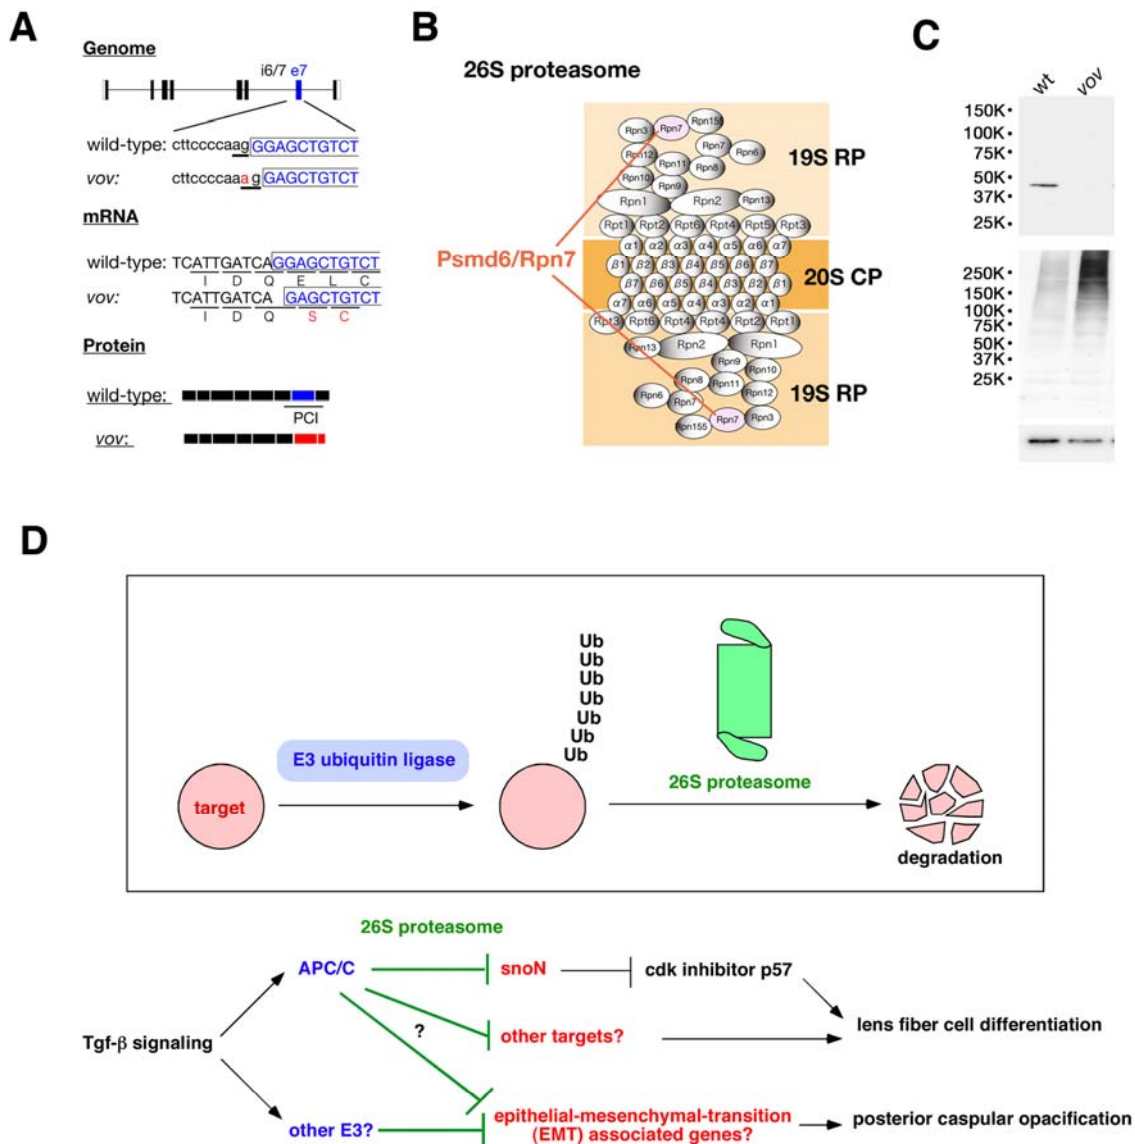 A
Genome
i6/7 e7
wild-type: cttccccaagGGAGCTGTCT
vov: cttccccaaagGAGCTGTCT
mRNA
wild-type: TCATTGATCAGGAGCTGTCT
I D Q E L C
vov: TCATTGATCA GAGCTGTCT
I D Q S C
Protein
wild-type:
PCI
vov:
B
26S proteasome
Rpn3 Rpn7 Rpn155
Rpn12 Rpn11 Rpn7 Rpn6
Rpn8
Rpn10 Rpn9
Rpn1 Rpn2 Rpn13
Rpt1 Rpt2 Rpt6 Rpt4 Rpt5 Rpt3
α1 α2 α3 α4 α5 α6 α7
β1 β2 β3 β4 β5 β6 β7
β7 β6 β5 β4 β3 β2 β1
α7 α6 α5 α4 α3 α2 α1
Rpt3 Rpt6 Rpt4 Rpt4 Rpt2 Rpt1
Rpn13 Rpn2 Rpn1
Rpn9 Rpn10
Rpn8 Rpn11
Rpn6 Rpn7 Rpn12
Rpn155 Rpn7 Rpn3
19S RP
Psmd6/Rpn7
20S CP
19S RP
C
wt vov
150K
100K
75K
50K
37K
25K
250K
150K
100K
75K
50K
37K
25K
D
Ub
Ub
Ub
Ub
Ub
Ub
Ub
E3 ubiquitin ligase
26S proteasome
target
degradation
26S proteasome
APC/C
snoN
cdk inhibitor p57
?
other targets?
lens fiber cell differentiation
Tgf-β signaling
other E3?
epithelial-mesenchymal-transition
(EMT) associated genes?
posterior caspular opacification